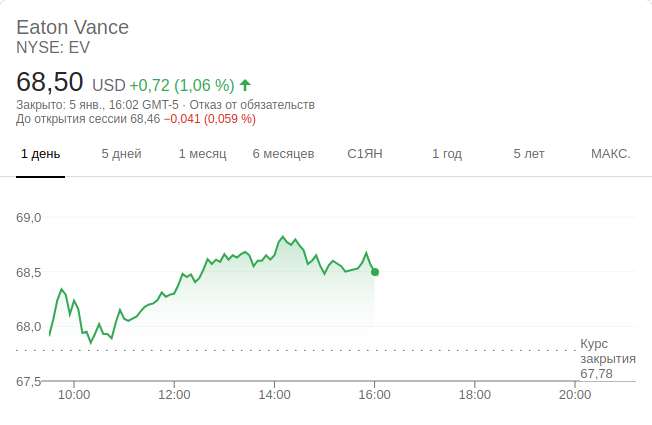 Eaton Vance
NYSE: EV
68,50 USD +0,72 (1,06 %)
Закрыто: 5 янв., 16:02 GMT-5 · Отказ от обязательств
До открытия сессии 68,46 −0,041 (0,059 %)
1 день 5 дней 1 месяц 6 месяцев С1ЯН 1 год 5 лет МАКС.
69,0
68,5
68,0
Курс
закрытия
67,78
67,5
10:00 12:00 14:00 16:00 18:00 20:00